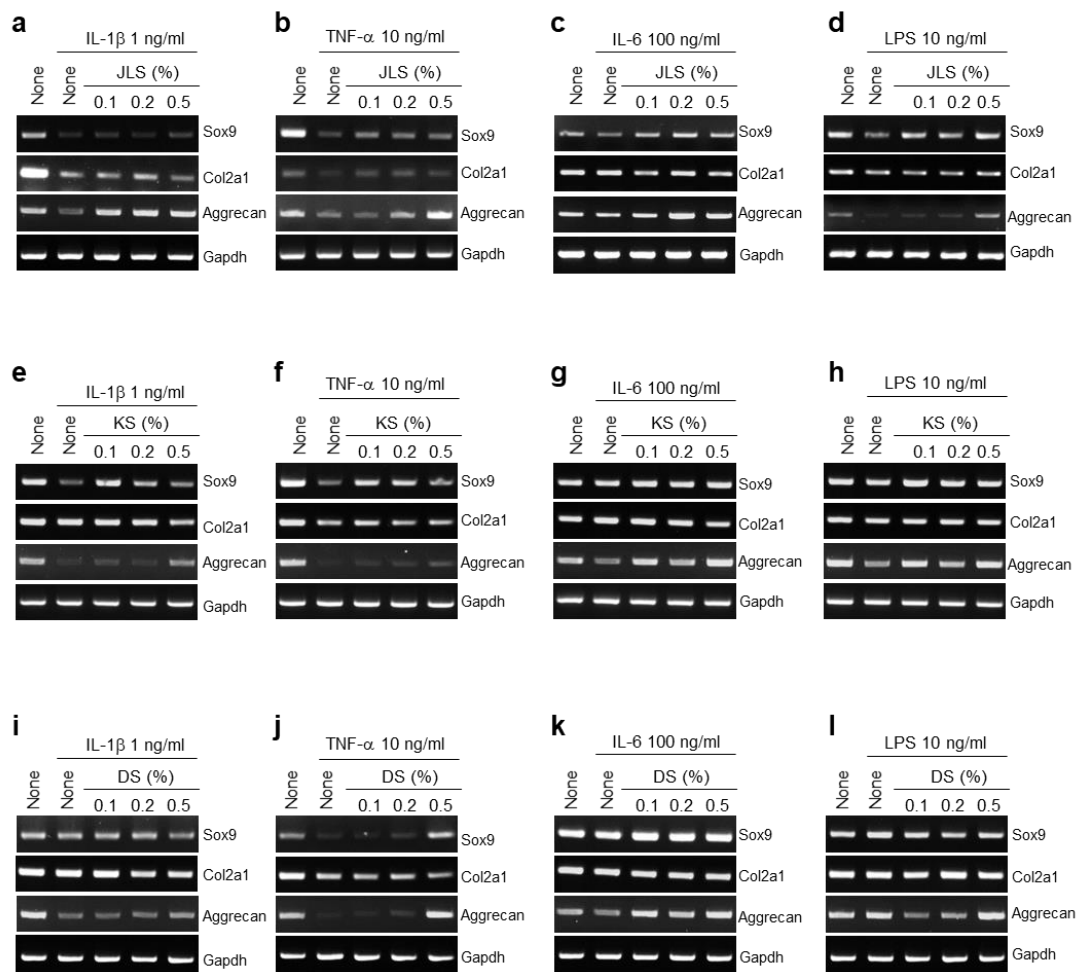 a
IL-1β 1 ng/ml
None
None
JLS (%)
0.1 0.2 0.5
Sox9
Col2a1
Aggrecan
Gapdh
b
TNF-α 10 ng/ml
None
None
JLS (%)
0.1 0.2 0.5
Sox9
Col2a1
Aggrecan
Gapdh
c
IL-6 100 ng/ml
None
None
JLS (%)
0.1 0.2 0.5
Sox9
Col2a1
Aggrecan
Gapdh
d
LPS 10 ng/ml
None
None
JLS (%)
0.1 0.2 0.5
Sox9
Col2a1
Aggrecan
Gapdh
e
IL-1β 1 ng/ml
None
None
KS (%)
0.1 0.2 0.5
Sox9
Col2a1
Aggrecan
Gapdh
f
TNF-α 10 ng/ml
None
None
KS (%)
0.1 0.2 0.5
Sox9
Col2a1
Aggrecan
Gapdh
g
IL-6 100 ng/ml
None
None
KS (%)
0.1 0.2 0.5
Sox9
Col2a1
Aggrecan
Gapdh
h
LPS 10 ng/ml
None
None
KS (%)
0.1 0.2 0.5
Sox9
Col2a1
Aggrecan
Gapdh
i
IL-1β 1 ng/ml
None
None
DS (%)
0.1 0.2 0.5
Sox9
Col2a1
Aggrecan
Gapdh
j
TNF-α 10 ng/ml
None
None
DS (%)
0.1 0.2 0.5
Sox9
Col2a1
Aggrecan
Gapdh
k
IL-6 100 ng/ml
None
None
DS (%)
0.1 0.2 0.5
Sox9
Col2a1
Aggrecan
Gapdh
l
LPS 10 ng/ml
None
None
DS (%)
0.1 0.2 0.5
Sox9
Col2a1
Aggrecan
Gapdh